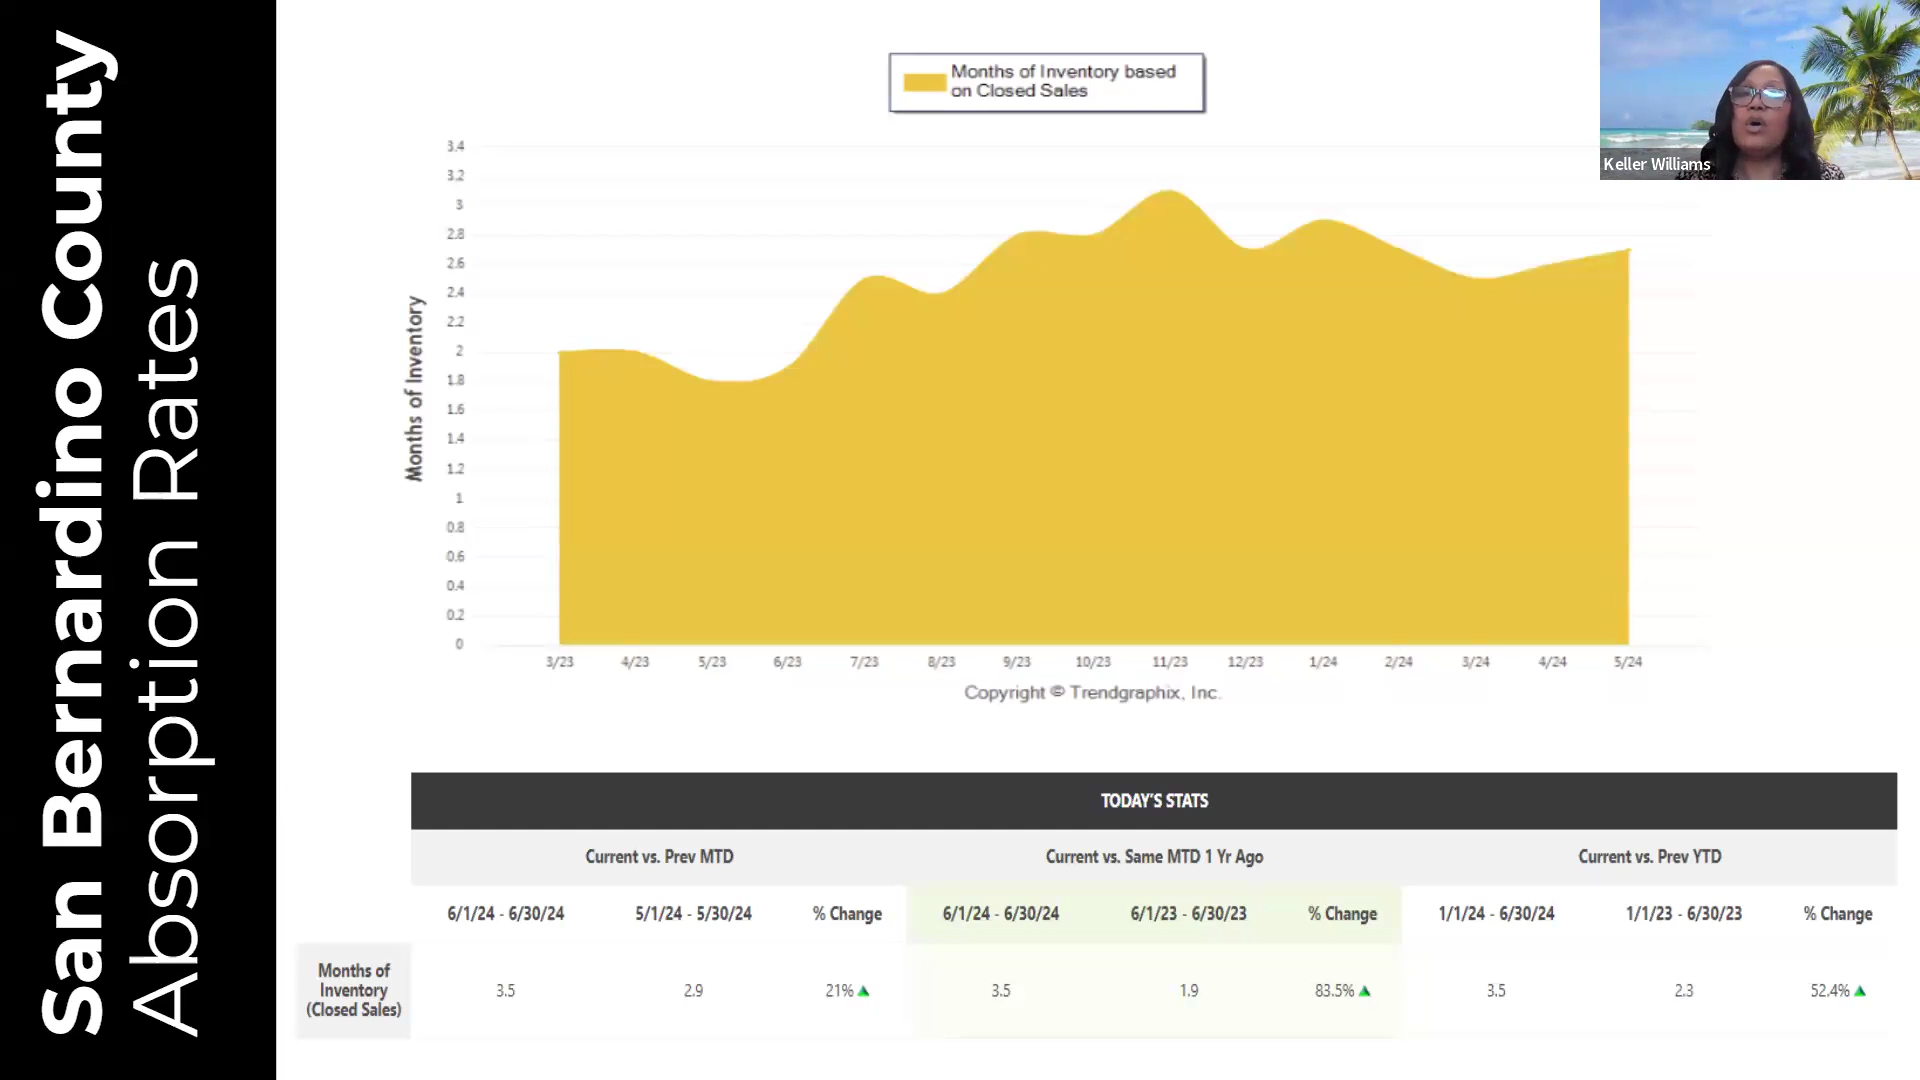 San Bernardino County
Absorption Rates
Months of Inventory based
on Closed Sales
Keller Williams
Months of Inventory
3.4
3.2
3
2.8
2.6
2.4
2.2
2
1.8
1.6
1.4
1.2
1
0.8
0.6
0.4
0.2
0
3/23 4/23 5/23 6/23 7/23 8/23 9/23 10/23 11/23 12/23 1/24 2/24 3/24 4/24 5/24
Copyright © Trendgraphix, Inc.
TODAY'S STATS
Current vs. Prev MTD Current vs. Same MTD 1 Yr Ago Current vs. Prev YTD
6/1/24 - 6/30/24 5/1/24 - 5/30/24 % Change 6/1/24 - 6/30/24 6/1/23 - 6/30/23 % Change 1/1/24 - 6/30/24 1/1/23 - 6/30/23 % Change
Months of
Inventory
(Closed Sales)
3.5 2.9 21% 3.5 1.9 83.5% 3.5 2.3 52.4%